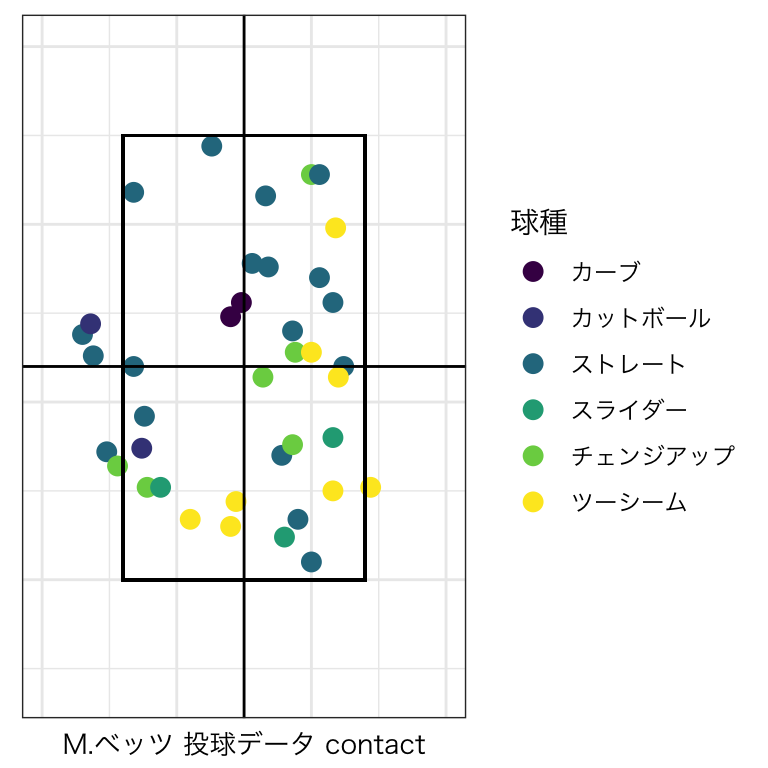 球種
カーブ
カットボール
ストレート
スライダー
チェンジアップ
ツーシーム
M.ベッツ 投球データ contact